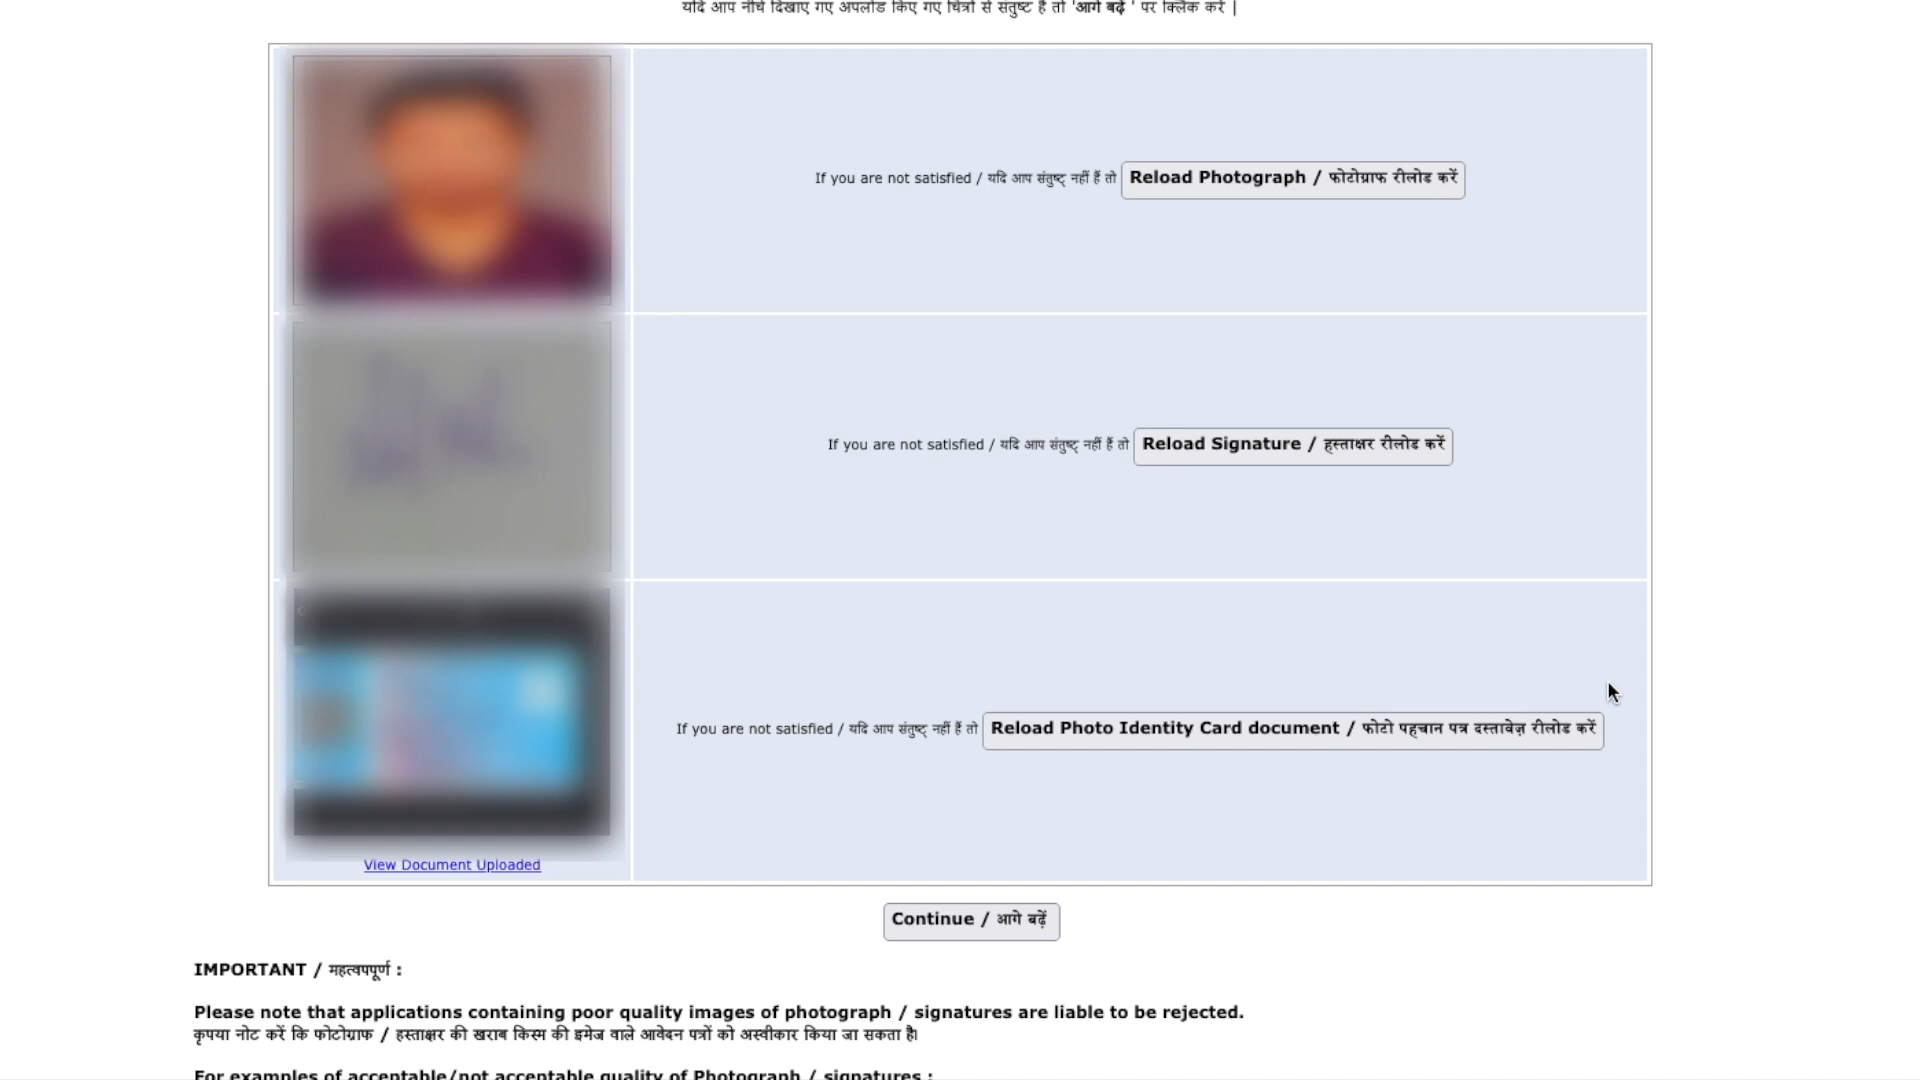 यदि आप नीचे दिखाए गए अपलोड किए गए चित्रों से संतुष्ट हैं तो 'आगे बढ़ें ' पर क्लिक करें |
If you are not satisfied / यदि आप संतुष्ट् नहीं हैं तो Reload Photograph / फोटोग्राफ रीलोड करें
If you are not satisfied / यदि आप संतुष्ट् नहीं हैं तो Reload Signature / हस्ताक्षर रीलोड करें
If you are not satisfied / यदि आप संतुष्ट् नहीं हैं तो Reload Photo Identity Card document / फोटो पहचान पत्र दस्तावेज़ रीलोड करें
View Document Uploaded
Continue / आगे बढ़ें
IMPORTANT / महत्वपपूर्ण :
Please note that applications containing poor quality images of photograph / signatures are liable to be rejected.
कृपया नोट करें कि फोटोग्राफ / हस्ताक्षर की खराब किस्म की इमेज वाले आवेदन पत्रों को अस्वीकार किया जा सकता है।
For examples of acceptable/not acceptable quality of Photograph / signatures :